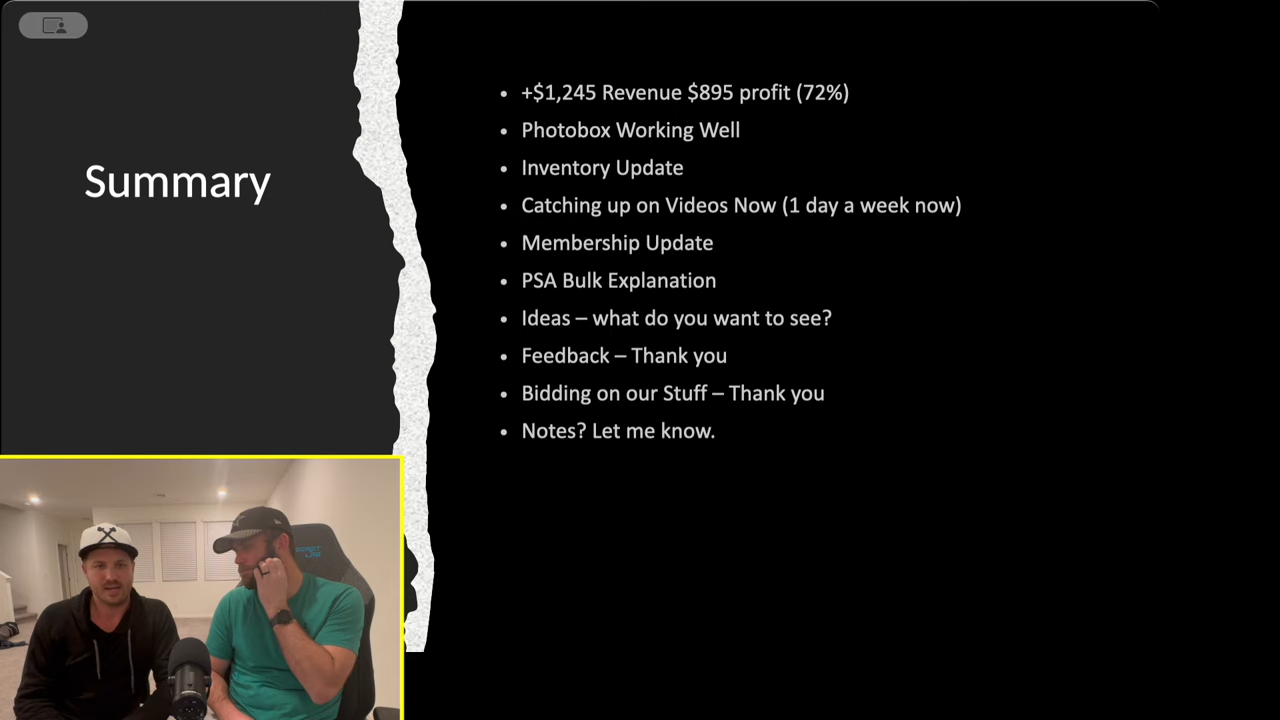 Summary
+$1,245 Revenue $895 profit (72%)
Photobox Working Well
Inventory Update
Catching up on Videos Now (1 day a week now)
Membership Update
PSA Bulk Explanation
Ideas – what do you want to see?
Feedback – Thank you
Bidding on our Stuff – Thank you
Notes? Let me know.